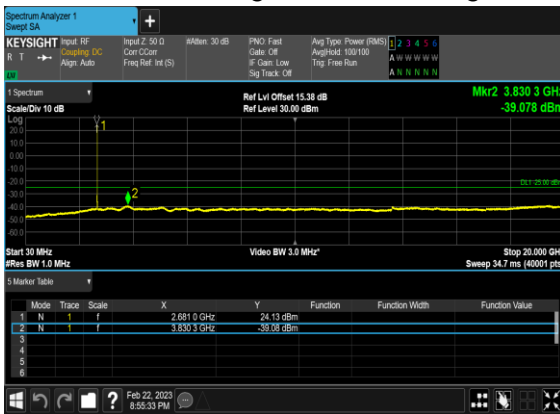 Spectrum Analyzer 1
Swept SA
KEYSIGHT Input: RF Input Z: 50 Ω #Atten: 30 dB PNO: Fast Avg Type: Power (RMS) 1 2 3 4 5 6
R T Coupling: DC Corr CCorr Gate: Off Avg|Hold: 100/100 A W W W W W
Align: Auto Freq Ref: Int (S) IF Gain: Low Trig: Free Run
LV Sig Track: Off A N N N N N
1 Spectrum Ref Lvl Offset 15.38 dB Mkr2 3.830 3 GHz
Scale/Div 10 dB Ref Level 30.00 dBm -39.078 dBm
Log
20.0 1
10.0
0.00
-10.0
-20.0 DL1 -25.00 dBm
-30.0 2
-40.0
-50.0
-60.0
Start 30 MHz Video BW 3.0 MHz* Stop 20.000 GHz
#Res BW 1.0 MHz Sweep 34.7 ms (40001 pts
5 Marker Table
Mode Trace Scale X Y Function Function Width Function Value
1 N 1 f 2.681 0 GHz 24.13 dBm
2 N 1 f 3.830 3 GHz -39.08 dBm
3
4
5
6
? Feb 22, 2023
8:55:33 PM